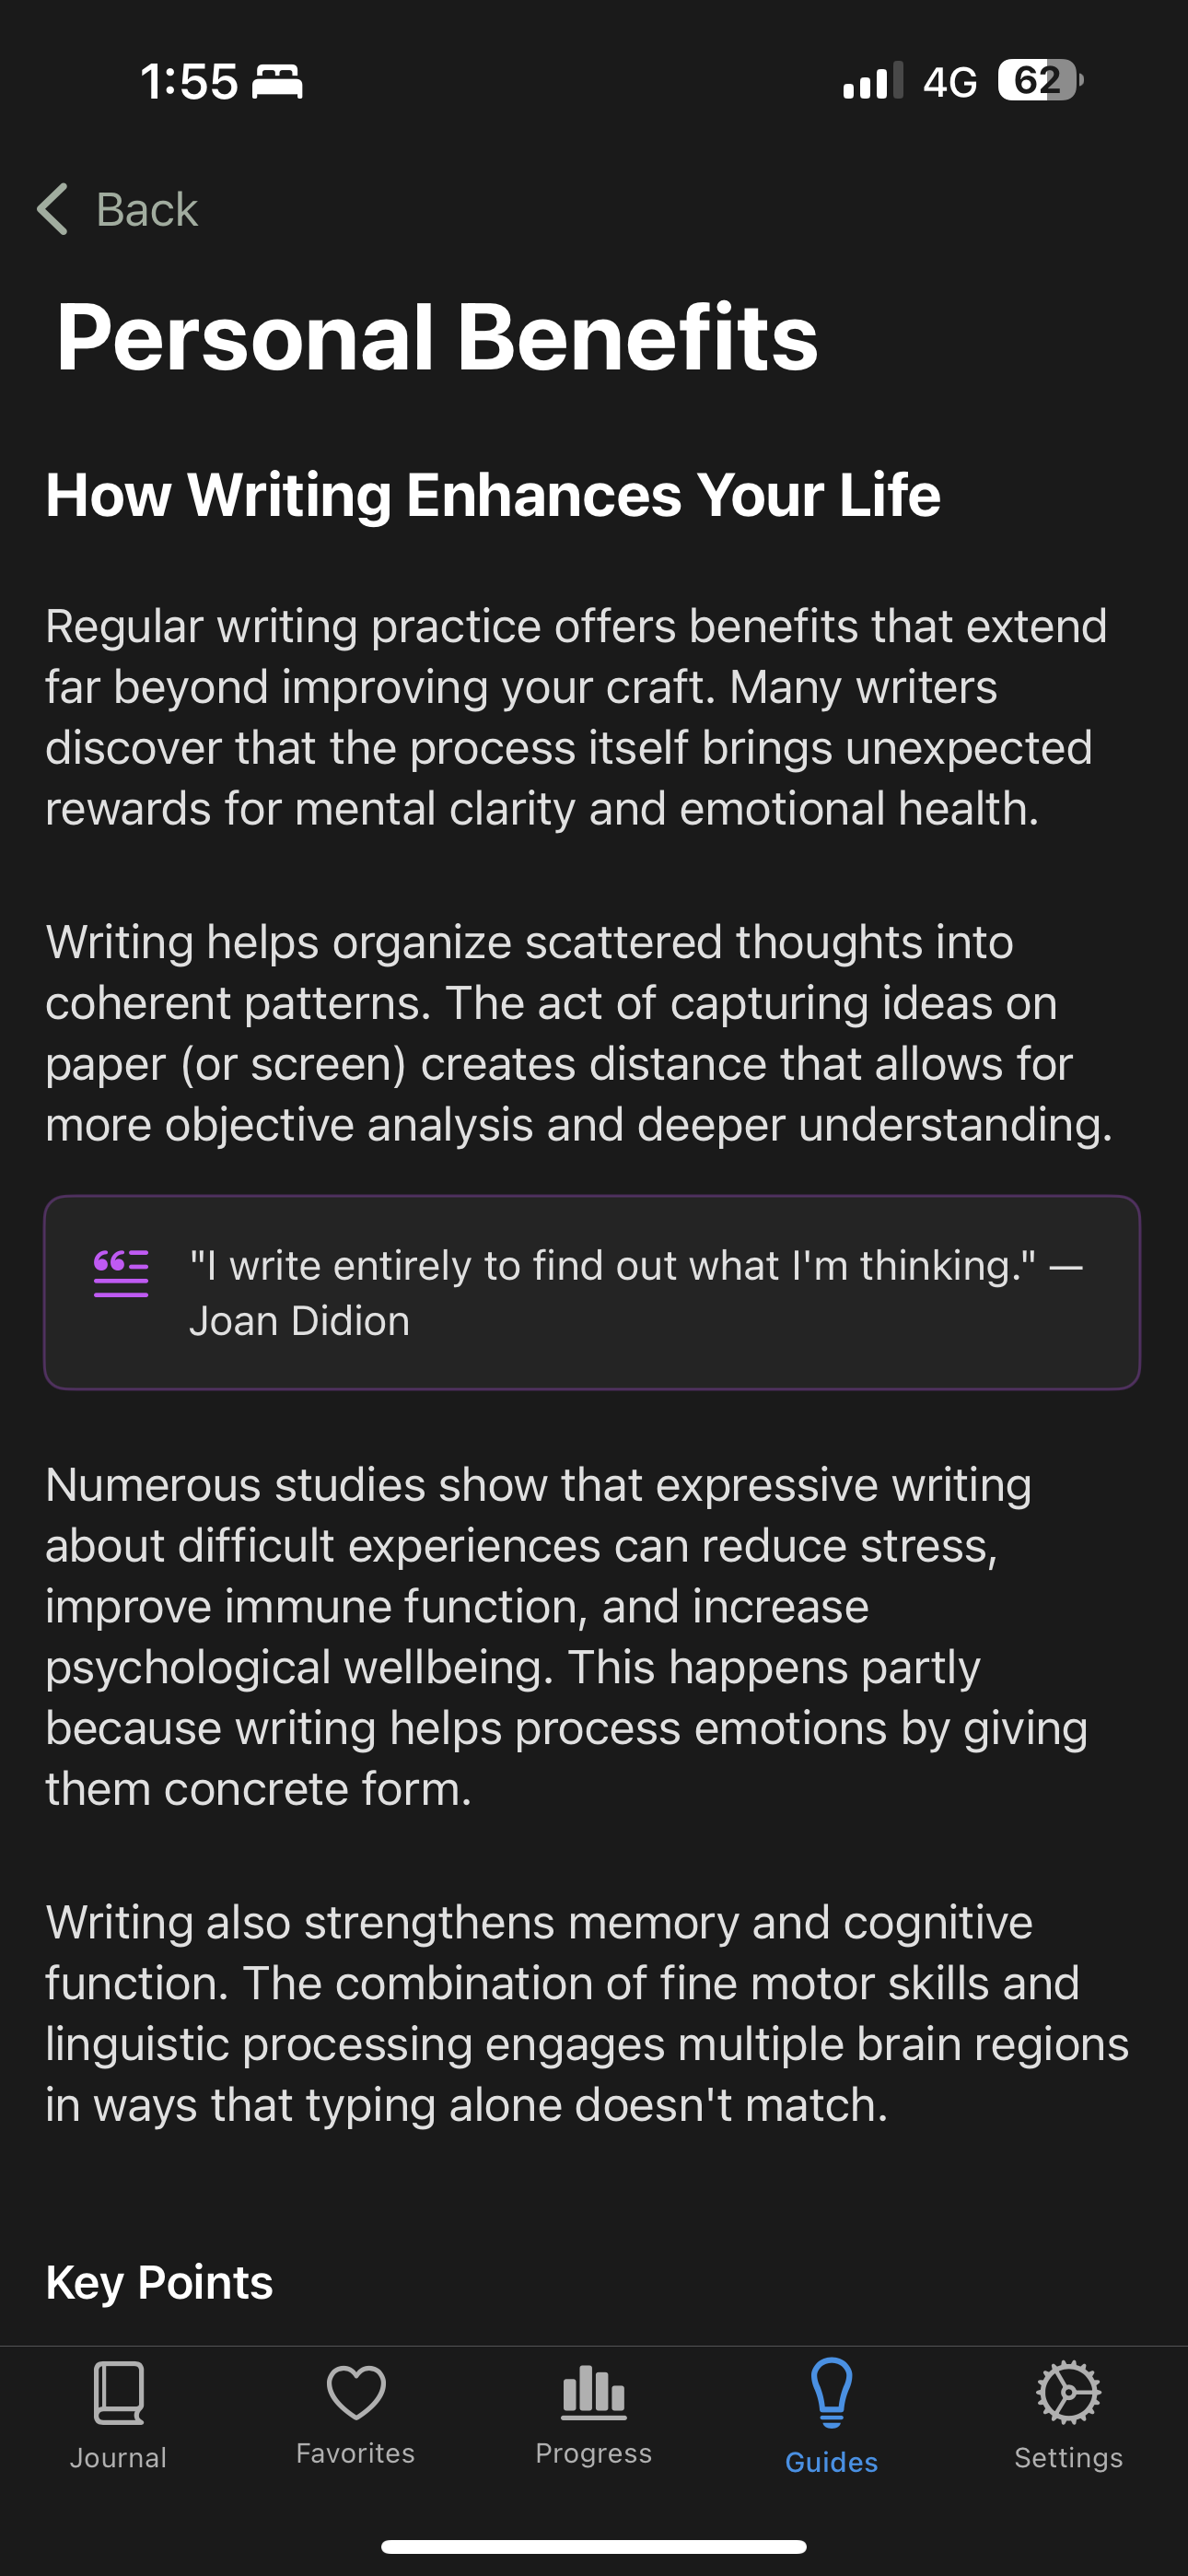 1:55
4G
62
Back
Personal Benefits
How Writing Enhances Your Life
Regular writing practice offers benefits that extend
far beyond improving your craft. Many writers
discover that the process itself brings unexpected
rewards for mental clarity and emotional health.
Writing helps organize scattered thoughts into
coherent patterns. The act of capturing ideas on
paper (or screen) creates distance that allows for
more objective analysis and deeper understanding.
"I write entirely to find out what I'm thinking." —
Joan Didion
Numerous studies show that expressive writing
about difficult experiences can reduce stress,
improve immune function, and increase
psychological wellbeing. This happens partly
because writing helps process emotions by giving
them concrete form.
Writing also strengthens memory and cognitive
function. The combination of fine motor skills and
linguistic processing engages multiple brain regions
in ways that typing alone doesn't match.
Key Points
Journal
Favorites
Progress
Guides
Settings